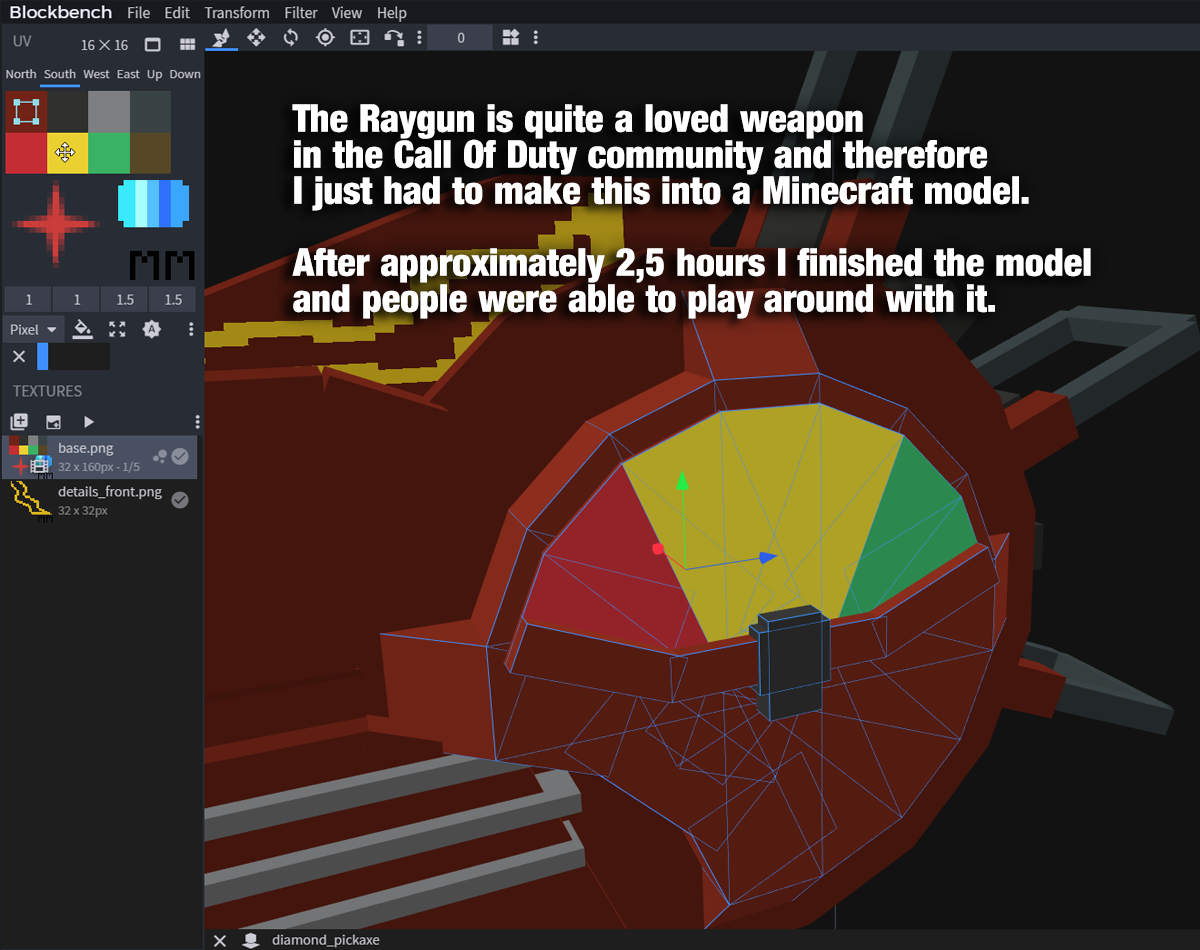 Blockbench File Edit Transform Filter View Help
UV 16 × 16
0
North South West East Up Down
The Raygun is quite a loved weapon
in the Call Of Duty community and therefore
I just had to make this into a Minecraft model.
After approximately 2,5 hours I finished the model
and people were able to play around with it.
MM
1 1 1.5 1.5
Pixel
A
TEXTURES
base.png
32 x 160px - 1/5
details_front.png
32 x 32px
diamond_pickaxe